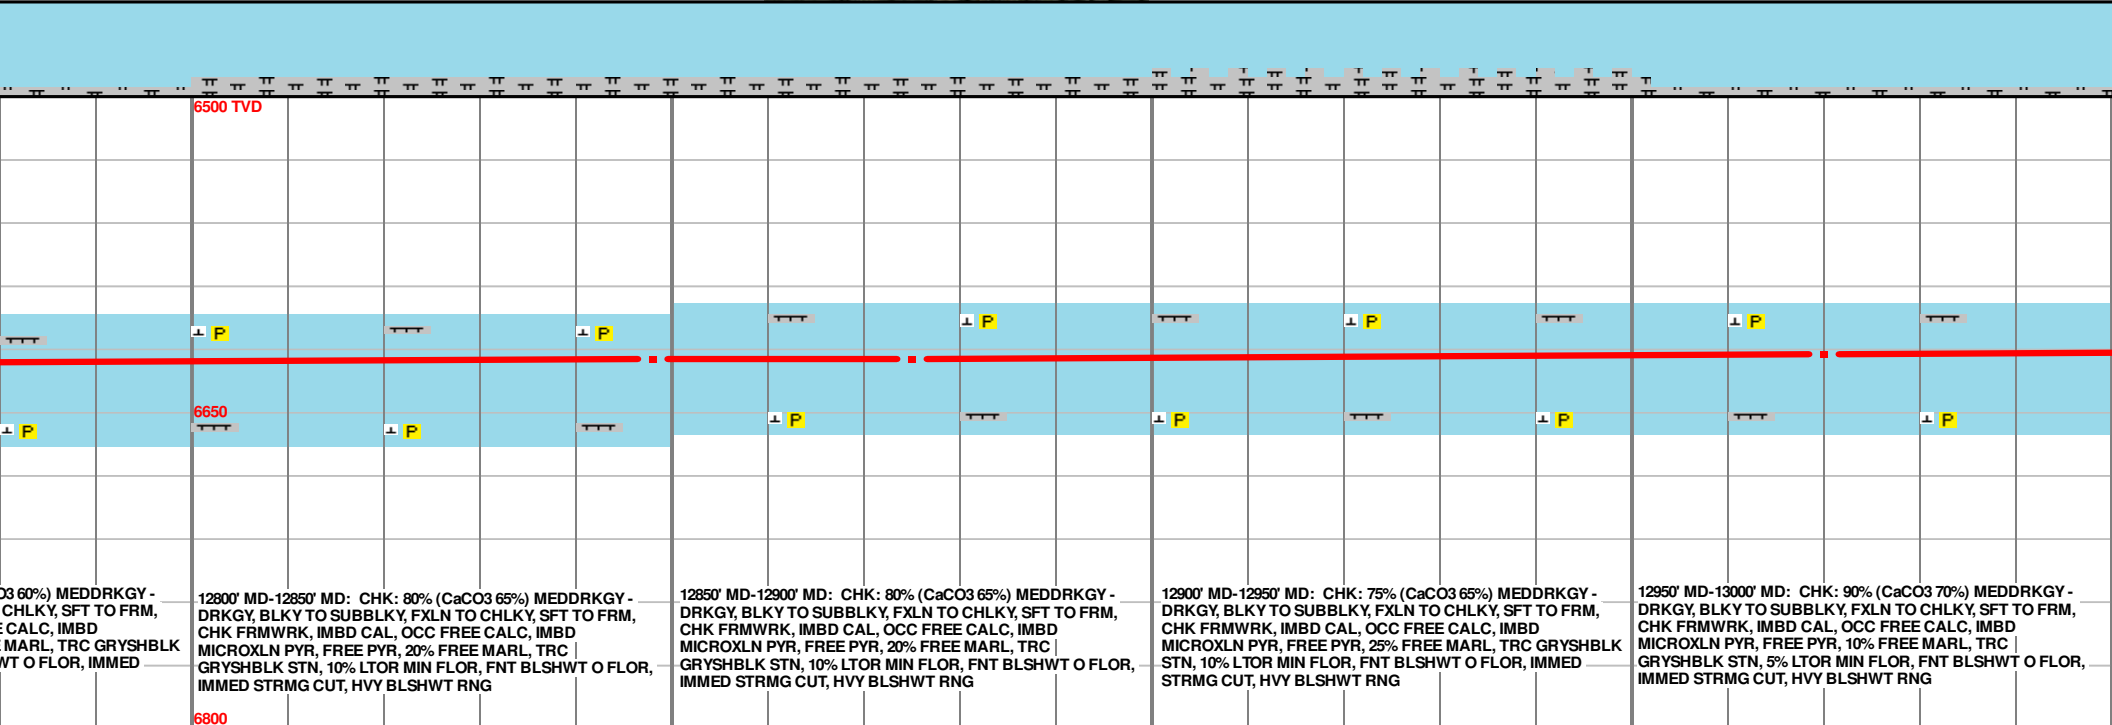 6500 TVD
P
P
P
P
P
P
P
6650
P
P
P
P
P
P
O3 60%) MEDDRKGY -
CHLKY, SFT TO FRM,
E CALC, IMBD
MARL, TRC GRYSHBLK
WT O FLOR, IMMED
12800' MD-12850' MD: CHK: 80% (CaCO3 65%) MEDDRKGY -
DRKGY, BLKY TO SUBBLKY, FXLN TO CHLKY, SFT TO FRM,
CHK FRMWRK, IMBD CAL, OCC FREE CALC, IMBD
MICROXLN PYR, FREE PYR, 20% FREE MARL, TRC
GRYSHBLK STN, 10% LTOR MIN FLOR, FNT BLSHWT O FLOR,
IMMED STRMG CUT, HVY BLSHWT RNG
12850' MD-12900' MD: CHK: 80% (CaCO3 65%) MEDDRKGY -
DRKGY, BLKY TO SUBBLKY, FXLN TO CHLKY, SFT TO FRM,
CHK FRMWRK, IMBD CAL, OCC FREE CALC, IMBD
MICROXLN PYR, FREE PYR, 20% FREE MARL, TRC
GRYSHBLK STN, 10% LTOR MIN FLOR, FNT BLSHWT O FLOR,
IMMED STRMG CUT, HVY BLSHWT RNG
12900' MD-12950' MD: CHK: 75% (CaCO3 65%) MEDDRKGY -
DRKGY, BLKY TO SUBBLKY, FXLN TO CHLKY, SFT TO FRM,
CHK FRMWRK, IMBD CAL, OCC FREE CALC, IMBD
MICROXLN PYR, FREE PYR, 25% FREE MARL, TRC GRYSHBLK
STN, 10% LTOR MIN FLOR, FNT BLSHWT O FLOR, IMMED
STRMG CUT, HVY BLSHWT RNG
12950' MD-13000' MD: CHK: 90% (CaCO3 70%) MEDDRKGY -
DRKGY, BLKY TO SUBBLKY, FXLN TO CHLKY, SFT TO FRM,
CHK FRMWRK, IMBD CAL, OCC FREE CALC, IMBD
MICROXLN PYR, FREE PYR, 10% FREE MARL, TRC
GRYSHBLK STN, 5% LTOR MIN FLOR, FNT BLSHWT O FLOR,
IMMED STRMG CUT, HVY BLSHWT RNG
6800